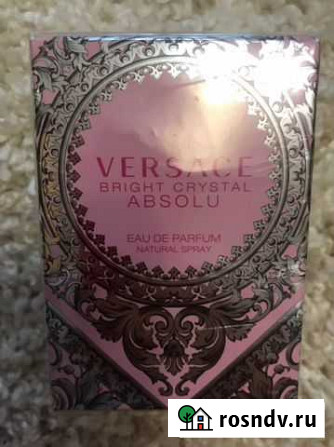 VERSACE
BRIGHT CRYSTAL
ABSOLU
EAU DE PARFUM
NATURAL SPRAY
rosndv.ru